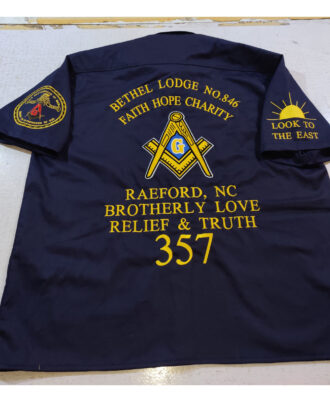 BETHEL LODGE NO. 846
FAITH HOPE CHARITY
G
RAEFORD, NC
BROTHERLY LOVE
RELIEF & TRUTH
357
LOOK TO
THE EAST